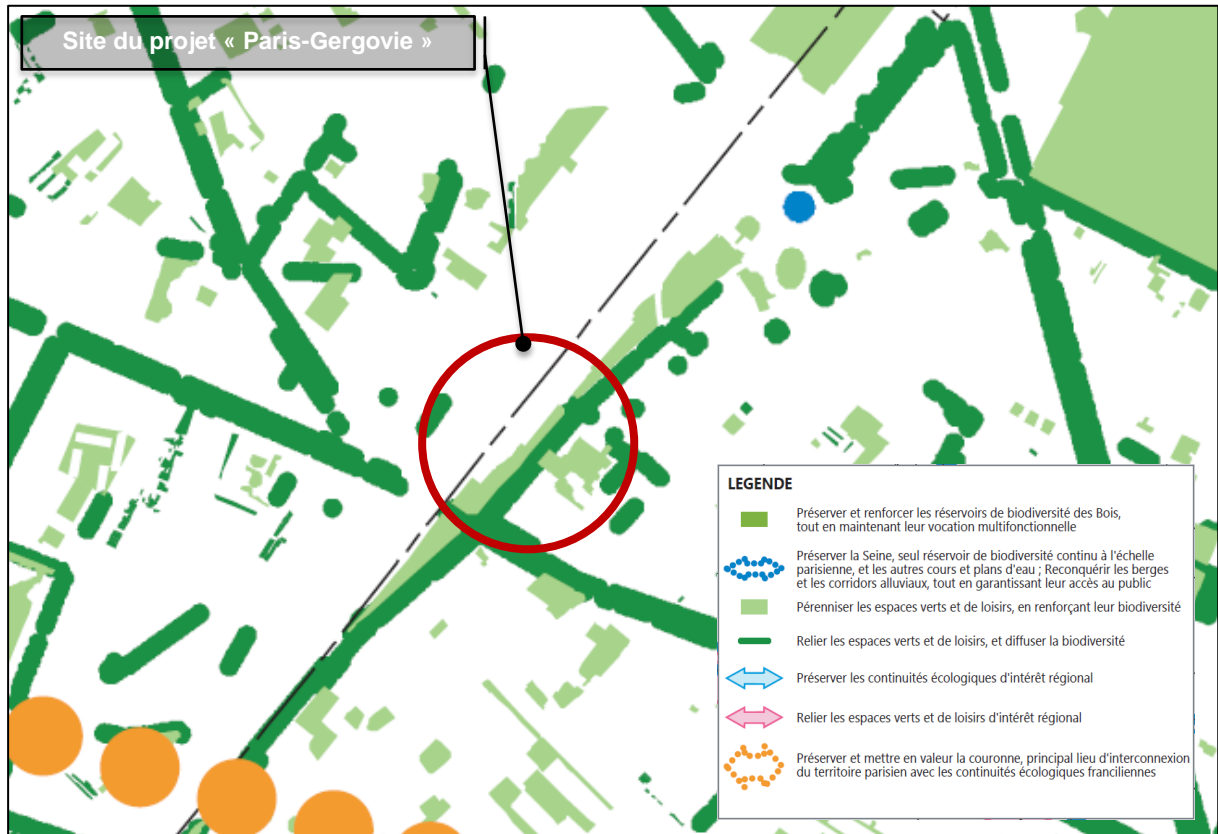 Site du projet « Paris-Gergovie »
LEGENDE
Préserver et renforcer les réservoirs de biodiversité des Bois,
tout en maintenant leur vocation multifonctionnelle
Préserver la Seine, seul réservoir de biodiversité continu à l'échelle
parisienne, et les autres cours et plans d'eau ; Reconquérir les berges
et les corridors alluviaux, tout en garantissant leur accès au public
Pérenniser les espaces verts et de loisirs, en renforçant leur biodiversité
Relier les espaces verts et de loisirs, et diffuser la biodiversité
Préserver les continuités écologiques d'intérêt régional
Relier les espaces verts et de loisirs d'intérêt régional
Préserver et mettre en valeur la couronne, principal lieu d'interconnexion
du territoire parisien avec les continuités écologiques franciliennes